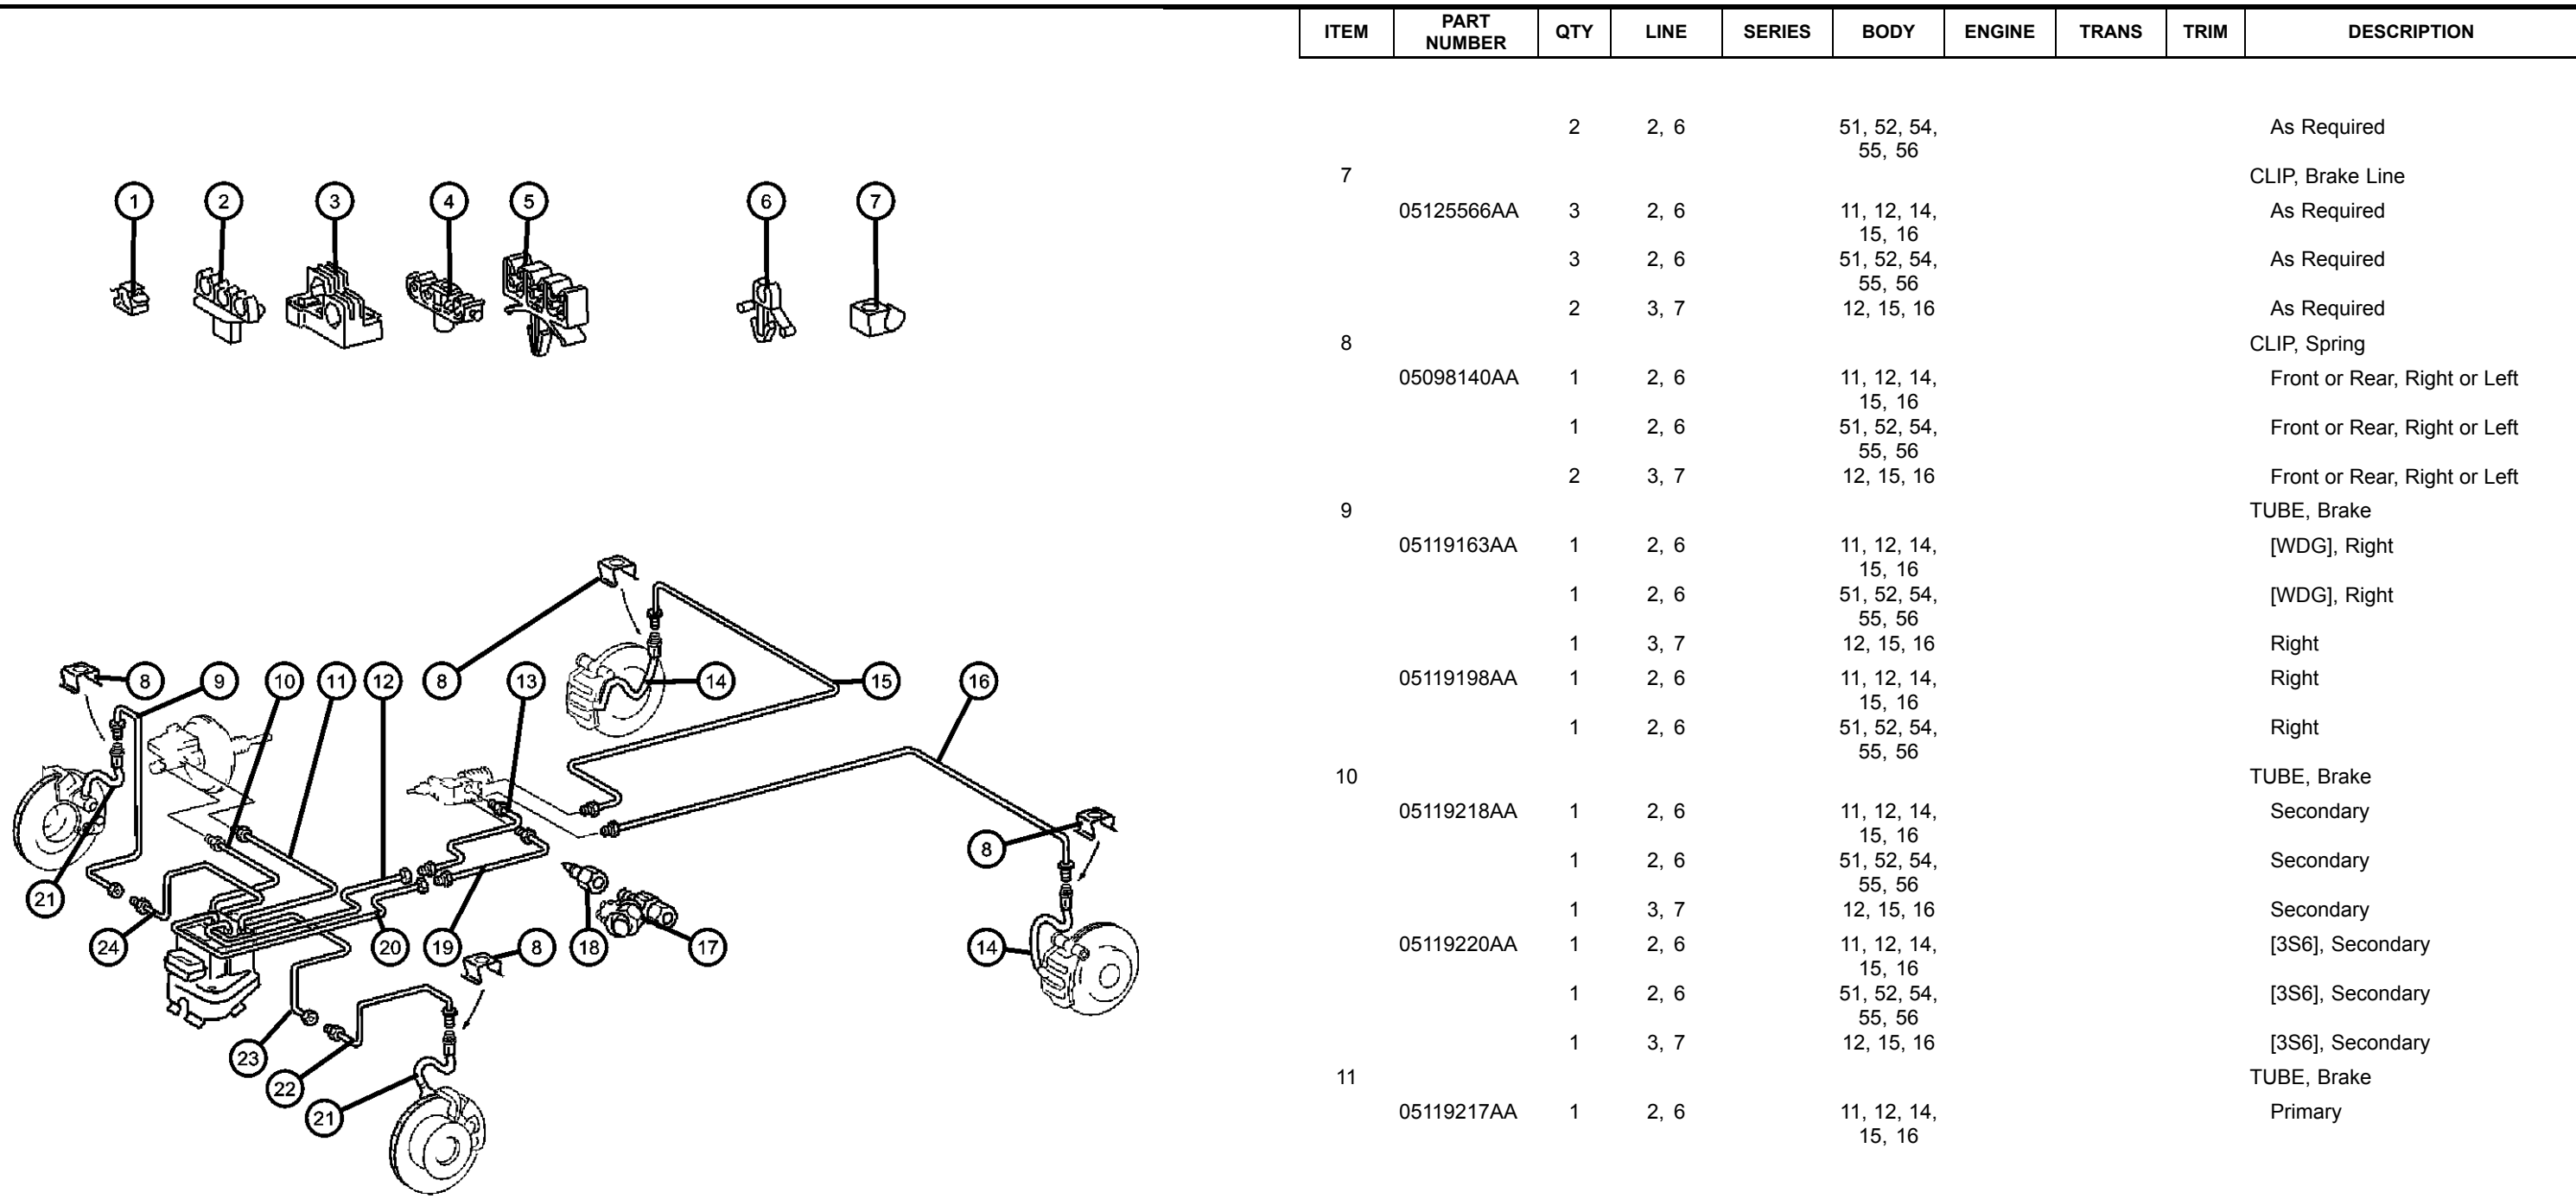 ITEM PART NUMBER QTY LINE SERIES BODY ENGINE TRANS TRIM DESCRIPTION
2 2, 6 51, 52, 54, As Required
55, 56
7 CLIP, Brake Line
05125566AA 3 2, 6 11, 12, 14, As Required
15, 16
3 2, 6 51, 52, 54, As Required
55, 56
2 3, 7 12, 15, 16 As Required
8 CLIP, Spring
05098140AA 1 2, 6 11, 12, 14, Front or Rear, Right or Left
15, 16
1 2, 6 51, 52, 54, Front or Rear, Right or Left
55, 56
2 3, 7 12, 15, 16 Front or Rear, Right or Left
9 TUBE, Brake
05119163AA 1 2, 6 11, 12, 14, [WDG], Right
15, 16
1 2, 6 51, 52, 54, [WDG], Right
55, 56
1 3, 7 12, 15, 16 Right
05119198AA 1 2, 6 11, 12, 14, Right
15, 16
1 2, 6 51, 52, 54, Right
55, 56
10 TUBE, Brake
05119218AA 1 2, 6 11, 12, 14, Secondary
15, 16
1 2, 6 51, 52, 54, Secondary
55, 56
1 3, 7 12, 15, 16 Secondary
05119220AA 1 2, 6 11, 12, 14, [3S6], Secondary
15, 16
1 2, 6 51, 52, 54, [3S6], Secondary
55, 56
1 3, 7 12, 15, 16 [3S6], Secondary
11 TUBE, Brake
05119217AA 1 2, 6 11, 12, 14, Primary
15, 16
1 2 3 4 5 6 7
8 9 10 11 12 8 13 14 15 16
8
21
24 20 19 8 18 17 14
23
22
21